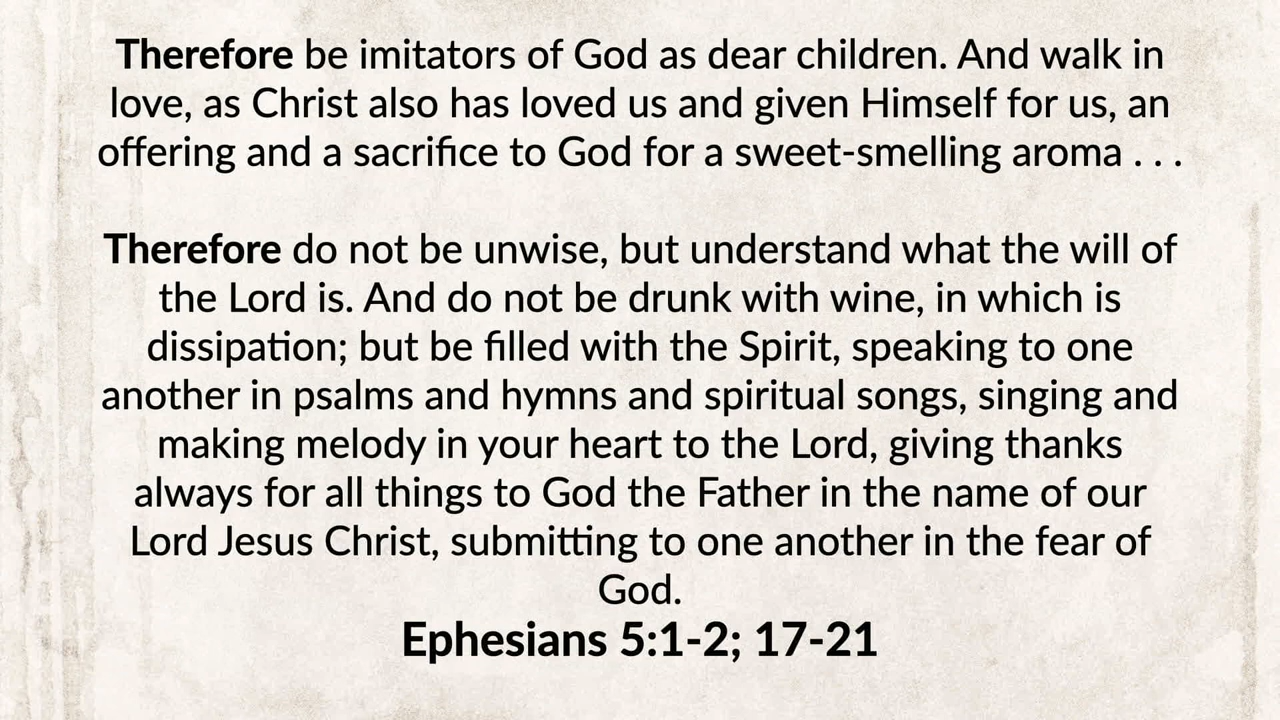 Therefore be imitators of God as dear children. And walk in
love, as Christ also has loved us and given Himself for us, an
offering and a sacrifice to God for a sweet-smelling aroma . . .
Therefore do not be unwise, but understand what the will of
the Lord is. And do not be drunk with wine, in which is
dissipation; but be filled with the Spirit, speaking to one
another in psalms and hymns and spiritual songs, singing and
making melody in your heart to the Lord, giving thanks
always for all things to God the Father in the name of our
Lord Jesus Christ, submitting to one another in the fear of
God.
Ephesians 5:1-2; 17-21